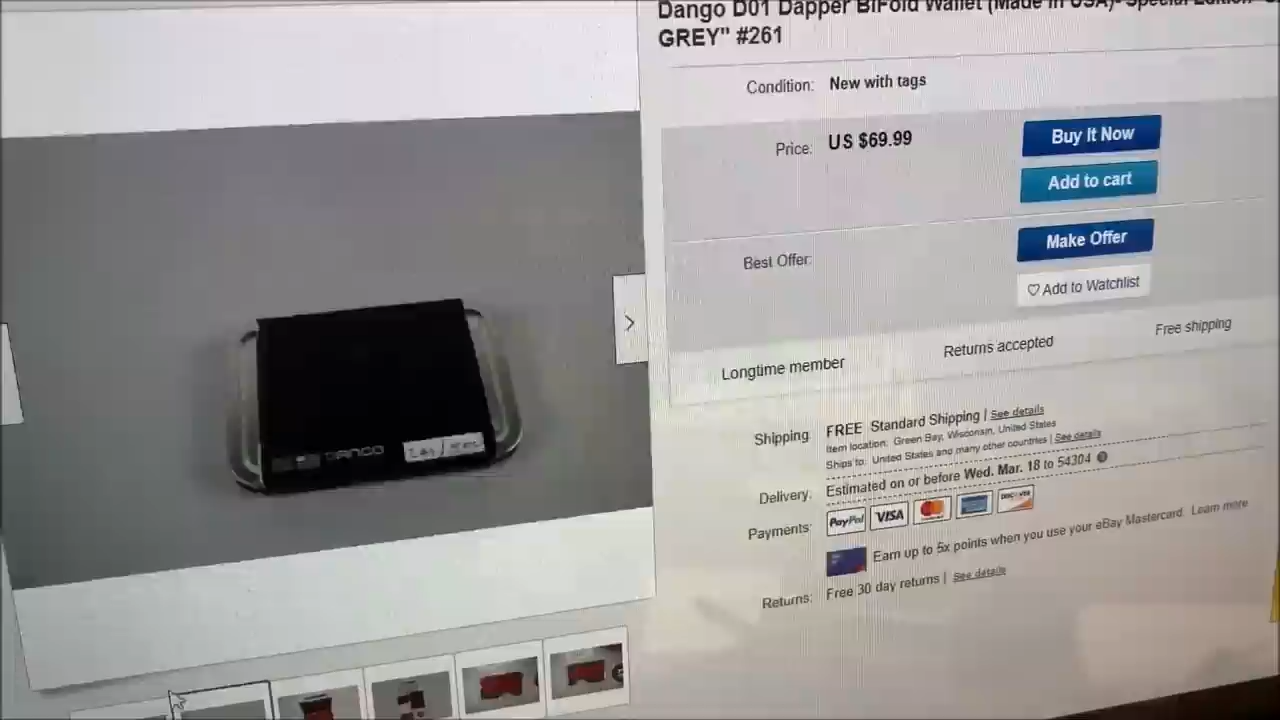 Dango D01 Dapper BiFold Wallet (Made in USA)- Special Edition
GREY" #261
Condition: New with tags
Price: US $69.99
Buy It Now
Add to cart
Best Offer:
Make Offer
♡ Add to Watchlist
Longtime member
Returns accepted
Free shipping
Shipping: FREE Standard Shipping | See details
Item location: Green Bay, Wisconsin, United States
Ships to: United States and many other countries | See details
Delivery: Estimated on or before Wed. Mar. 18 to 54304
Payments: PayPal VISA DISCOVER
Earn up to 5x points when you use your eBay Mastercard. Learn more
Returns: Free 30 day returns | See details
DANGO